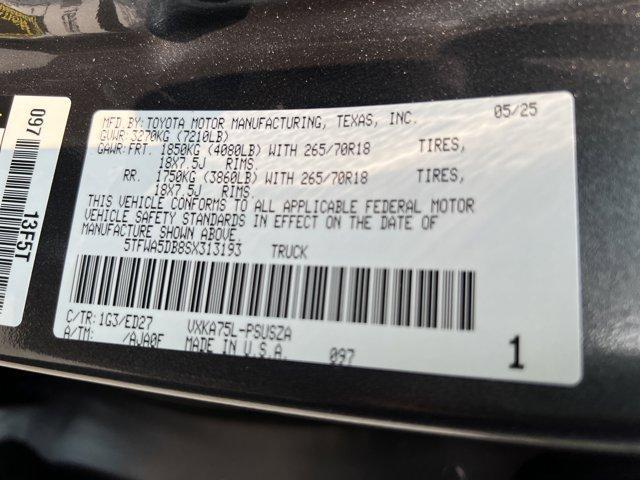 MFD BY: TOYOTA MOTOR MANUFACTURING, TEXAS, INC. 05/25
GVWR: 3270KG (7210LB)
GAWR: FRT. 1850KG (4080LB) WITH 265/70R18 TIRES,
18X7.5J RIMS
RR. 1750KG (3860LB) WITH 265/70R18 TIRES,
18X7.5J RIMS
THIS VEHICLE CONFORMS TO ALL APPLICABLE FEDERAL MOTOR
VEHICLE SAFETY STANDARDS IN EFFECT ON THE DATE OF
MANUFACTURE SHOWN ABOVE.
5TFWA5DB8SX313193 TRUCK
C/TR: 1G3/ED27 VXKA75L-PSUSZA
A/TM: /AJA0F MADE IN U.S.A. 097
1
097
13F5T